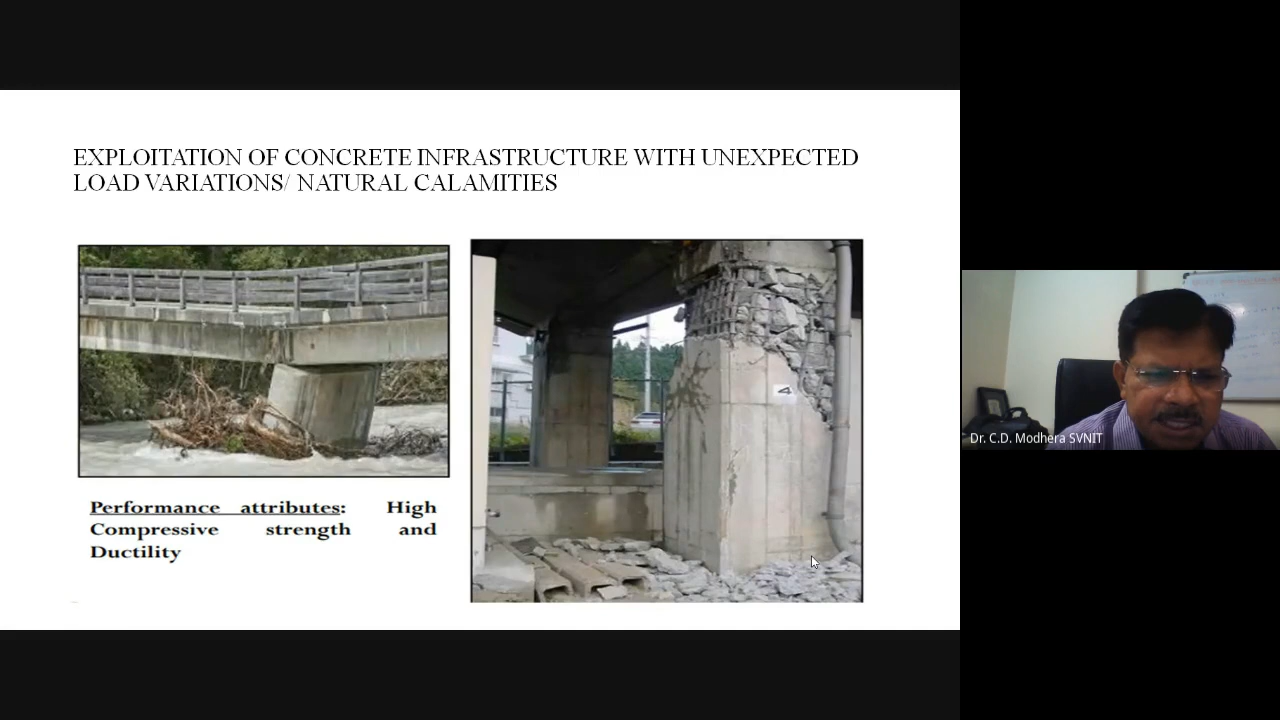 EXPLOITATION OF CONCRETE INFRASTRUCTURE WITH UNEXPECTED
LOAD VARIATIONS/ NATURAL CALAMITIES
Performance attributes: High
Compressive strength and
Ductility
Dr. C.D. Modhera SVNIT